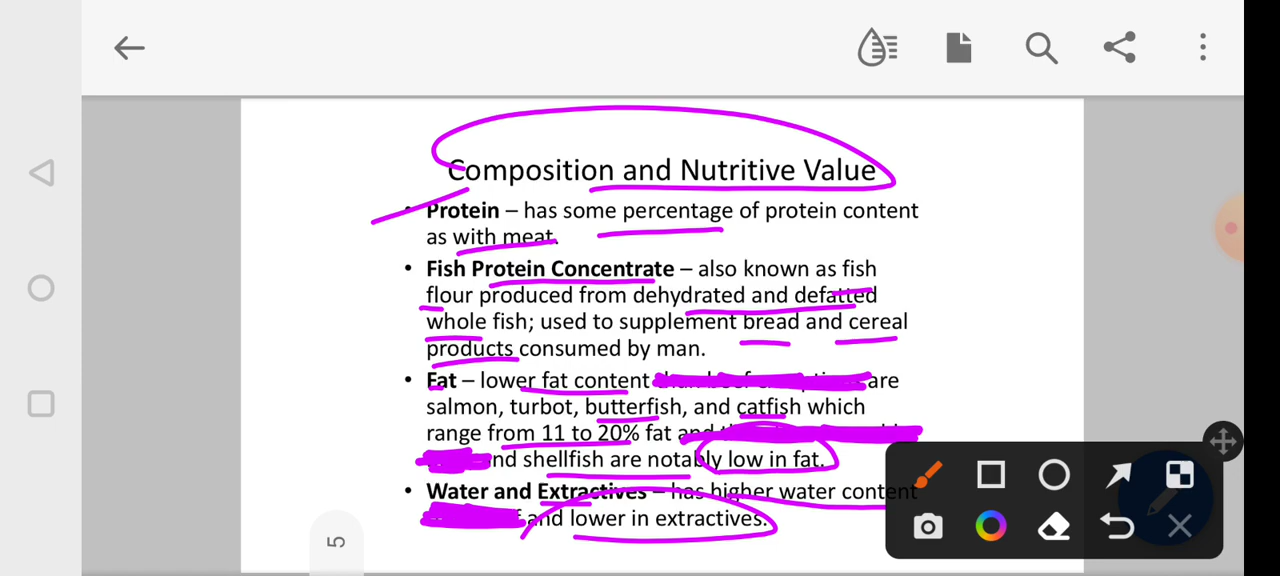 Composition and Nutritive Value
• Protein – has some percentage of protein content
as with meat.
• Fish Protein Concentrate – also known as fish
flour produced from dehydrated and defatted
whole fish; used to supplement bread and cereal
products consumed by man.
• Fat – lower fat content are
salmon, turbot, butterfish, and catfish which
range from 11 to 20% fat
shellfish are notably low in fat.
• Water and Extractives – has higher water content
and lower in extractives.
5